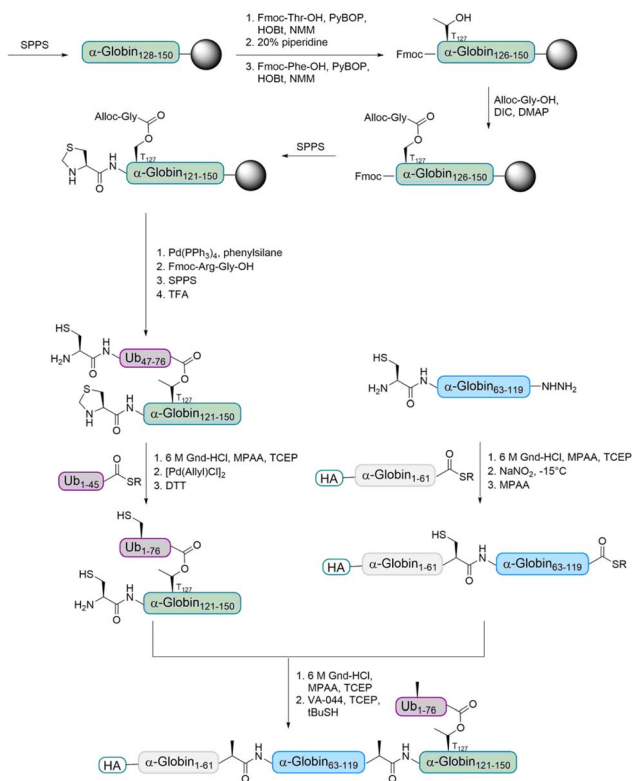 SPPS
α-Globin128-150
1. Fmoc-Thr-OH, PyBOP,
HOBt, NMM
2. 20% piperidine
3. Fmoc-Phe-OH, PyBOP,
HOBt, NMM
OH
T127
Fmoc
α-Globin126-150
Alloc-Gly-OH,
DIC, DMAP
Alloc-Gly
O
O
T127
Fmoc
α-Globin126-150
SPPS
Alloc-Gly
O
O
S
N
H
H
N
O
T127
α-Globin121-150
1. Pd(PPh3)4, phenylsilane
2. Fmoc-Arg-Gly-OH
3. SPPS
4. TFA
HS
H2N
O
H
N
Ub47-76
O
O
S
N
H
H
N
O
T127
α-Globin121-150
HS
H2N
O
H
N
α-Globin63-119
NHNH2
Ub1-45
O
SR
1. 6 M Gnd-HCl, MPAA, TCEP
2. [Pd(Allyl)Cl]2
3. DTT
HA
α-Globin1-61
O
SR
1. 6 M Gnd-HCl, MPAA, TCEP
2. NaNO2, -15°C
3. MPAA
HS
Ub1-76
O
O
HS
H2N
O
H
N
T127
α-Globin121-150
HA
α-Globin1-61
HS
O
H
N
α-Globin63-119
O
SR
1. 6 M Gnd-HCl,
MPAA, TCEP
2. VA-044, TCEP,
tBuSH
Ub1-76
O
O
T127
HA
α-Globin1-61
O
H
N
α-Globin63-119
O
H
N
α-Globin121-150